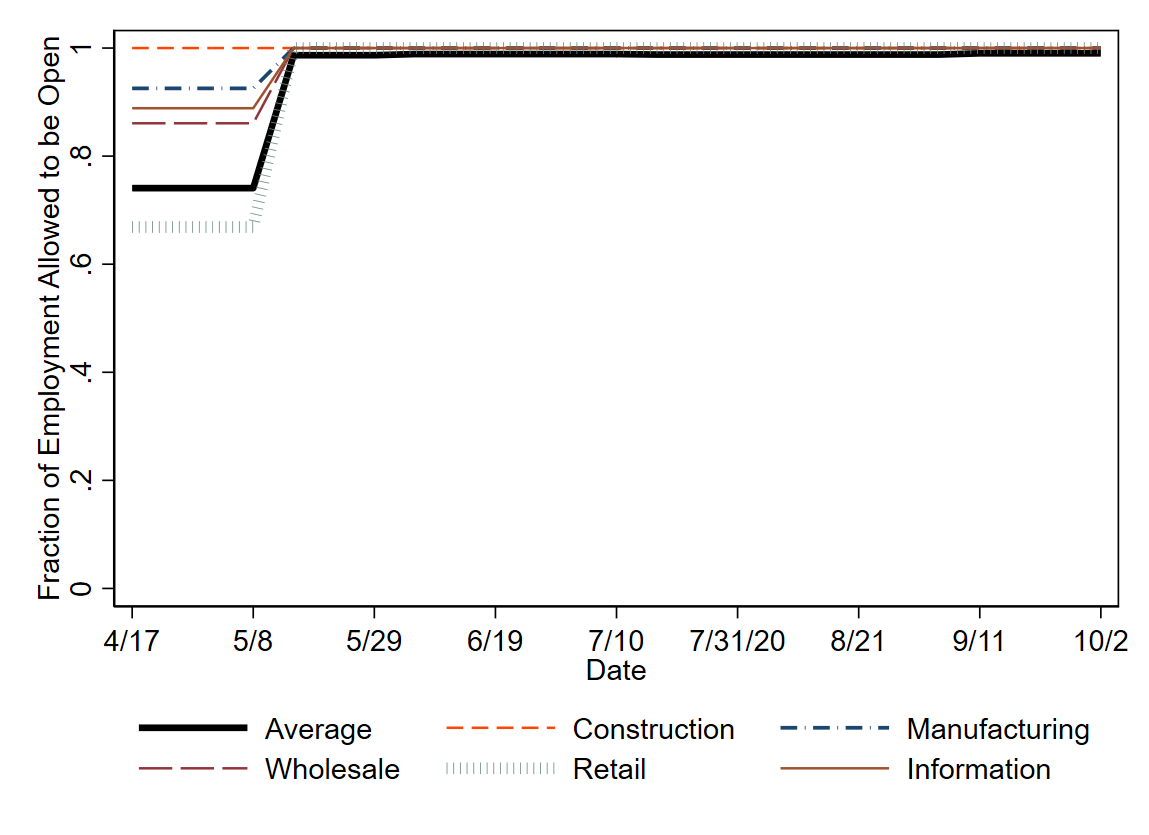 Fraction of Employment Allowed to be Open
1
.8
.6
.4
.2
0
4/17 5/8 5/29 6/19 7/10 7/31/20 8/21 9/11 10/2
Date
Average Construction Manufacturing
Wholesale Retail Information